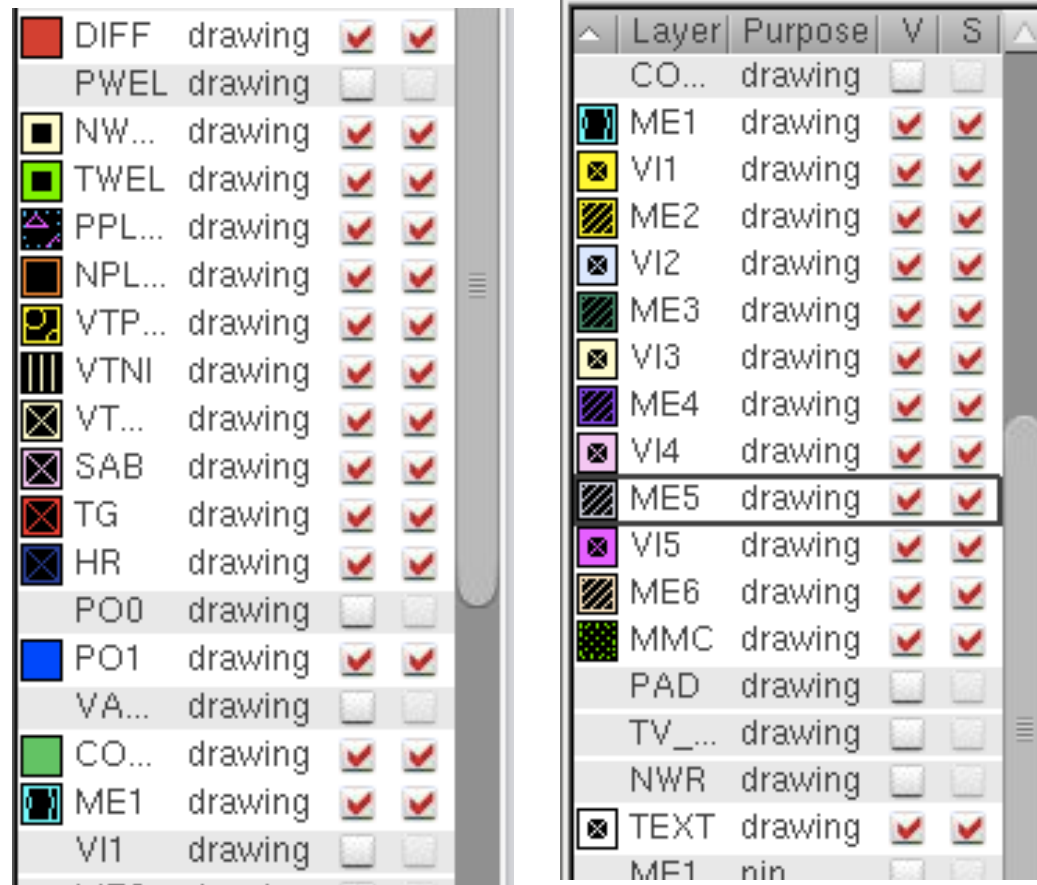 DIFF drawing
PWEL drawing
NW... drawing
TWEL drawing
PPL... drawing
NPL... drawing
VTP... drawing
VTNI drawing
VT... drawing
SAB drawing
TG drawing
HR drawing
PO0 drawing
PO1 drawing
VA... drawing
CO... drawing
ME1 drawing
VI1 drawing
Layer Purpose V S
CO... drawing
ME1 drawing
VI1 drawing
ME2 drawing
VI2 drawing
ME3 drawing
VI3 drawing
ME4 drawing
VI4 drawing
ME5 drawing
VI5 drawing
ME6 drawing
MMC drawing
PAD drawing
TV_... drawing
NWR drawing
TEXT drawing
ME1 pin